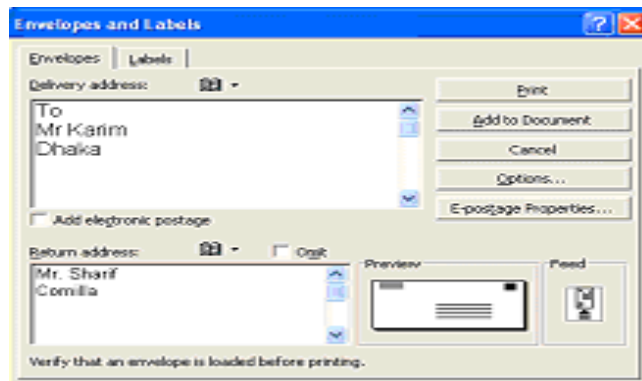 Envelopes and Labels
Envelopes Labels
Delivery address:
To
Mr Karim
Dhaka
Print
Add to Document
Cancel
Options...
E-postage Properties...
Add electronic postage
Return address:
Omit
Mr. Sharif
Comilla
Preview
Feed
Verify that an envelope is loaded before printing.